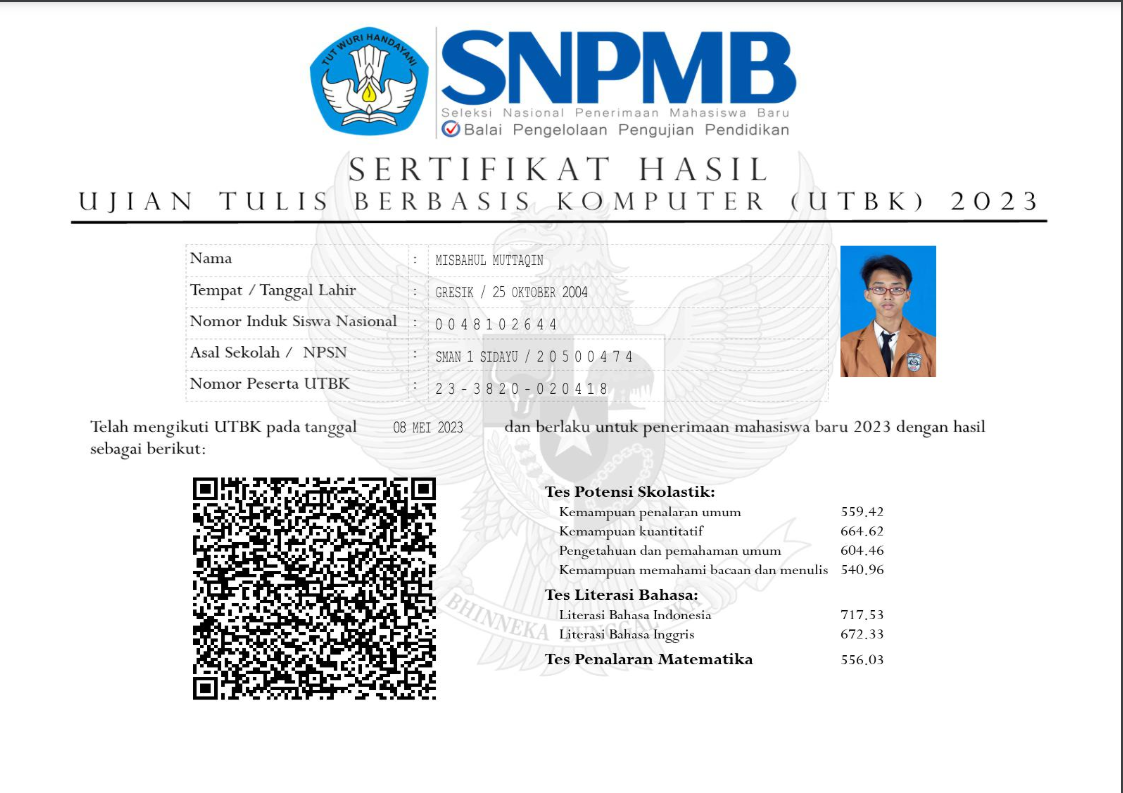 TUT WURI HANDAYANI
SNPMB
Seleksi Nasional Penerimaan Mahasiswa Baru
Balai Pengelolaan Pengujian Pendidikan
SERTIFIKAT HASIL
UJIAN TULIS BERBASIS KOMPUTER (UTBK) 2023
Nama : MISBAHUL MUTTAQIN
Tempat / Tanggal Lahir : GRESIK / 25 OKTOBER 2004
Nomor Induk Siswa Nasional : 0048102644
Asal Sekolah / NPSN : SMAN 1 SIDAYU / 20500474
Nomor Peserta UTBK : 23-3820-020418
Telah mengikuti UTBK pada tanggal 08 MEI 2023 dan berlaku untuk penerimaan mahasiswa baru 2023 dengan hasil
sebagai berikut:
Tes Potensi Skolastik:
Kemampuan penalaran umum 559.42
Kemampuan kuantitatif 664.62
Pengetahuan dan pemahaman umum 604.46
Kemampuan memahami bacaan dan menulis 540.96
Tes Literasi Bahasa:
Literasi Bahasa Indonesia 717.53
Literasi Bahasa Inggris 672.33
Tes Penalaran Matematika 556.03
BHINNEKA TUNGGAL IKA